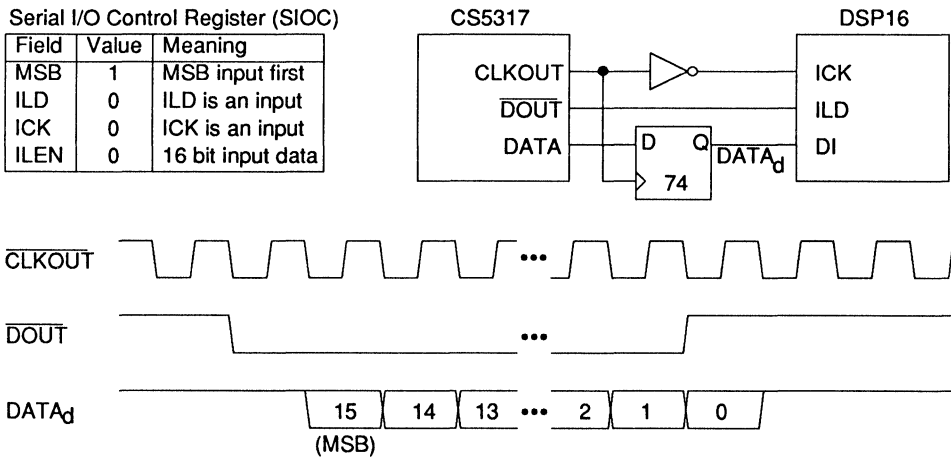 Serial I/O Control Register (SIOC)
Field Value Meaning
MSB 1 MSB input first
ILD 0 ILD is an input
ICK 0 ICK is an input
ILEN 0 16 bit input data
CS5317
CLKOUT
DOUT
DATA
D Q
74
DATAd
DSP16
ICK
ILD
DI
CLKOUT
•••
DOUT
•••
DATAd
15 14 13 ••• 2 1 0
(MSB)